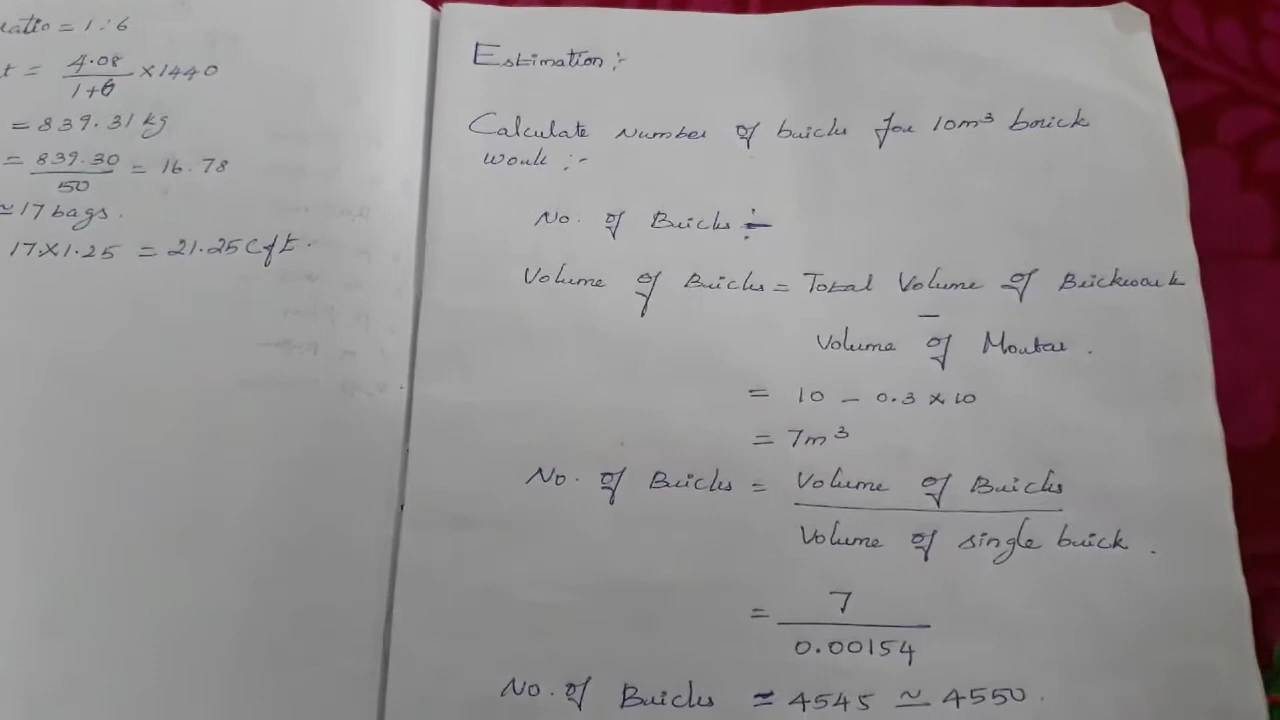 ratio = 1:6
t = 4.08/1+6 ×1440
= 839.31 kg
= 839.30/50 = 16.78
≈17 bags.
17×1.25 = 21.25 Cft.
Estimation :-
Calculate Number of bricks for 10m³ brick
work :-
No. of Bricks :-
Volume of Bricks = Total Volume of Brickwork
—
Volume of Mortar.
= 10 – 0.3 × 10
= 7m³
No. of Bricks = Volume of Bricks
Volume of single brick.
= 7
0.00154
No. of Bricks = 4545 ≃ 4550.